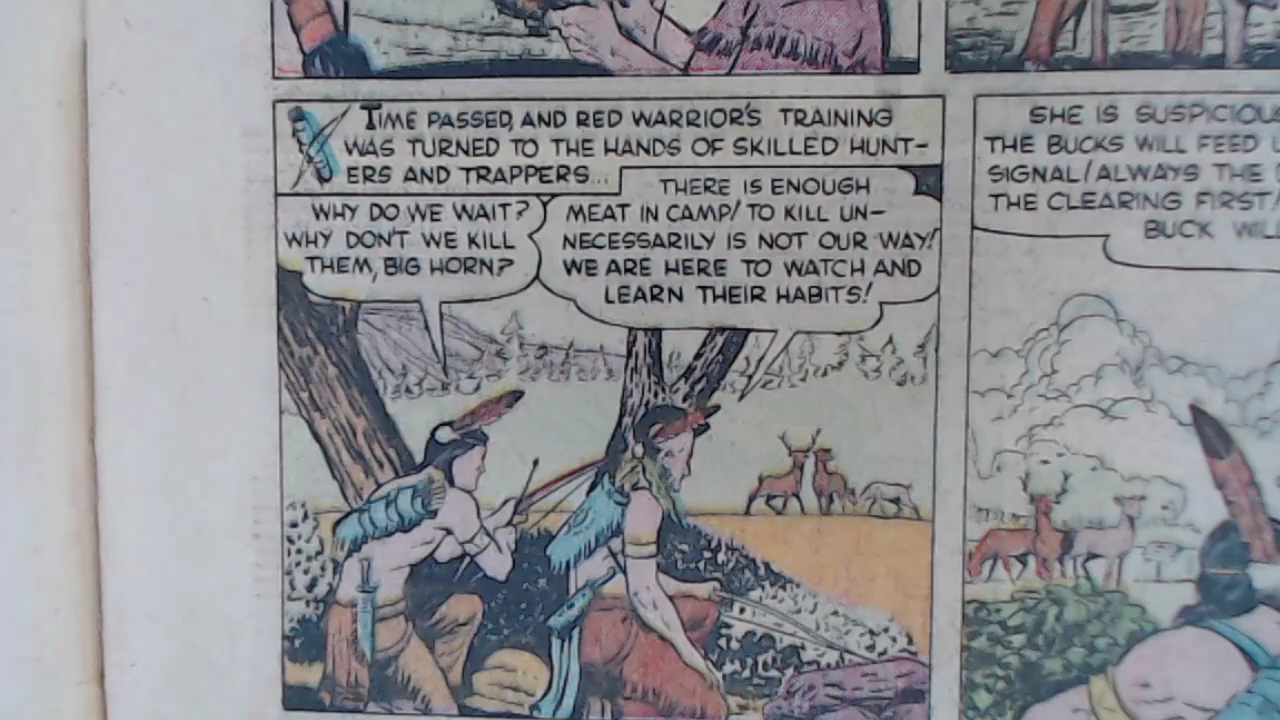 TIME PASSED, AND RED WARRIOR'S TRAINING
WAS TURNED TO THE HANDS OF SKILLED HUNT-
ERS AND TRAPPERS...
WHY DO WE WAIT?
WHY DON'T WE KILL
THEM, BIG HORN?
THERE IS ENOUGH
MEAT IN CAMP! TO KILL UN-
NECESSARILY IS NOT OUR WAY!
WE ARE HERE TO WATCH AND
LEARN THEIR HABITS!
SHE IS SUSPICIOUS
THE BUCKS WILL FEED
SIGNAL! ALWAYS THE
THE CLEARING FIRST!
BUCK